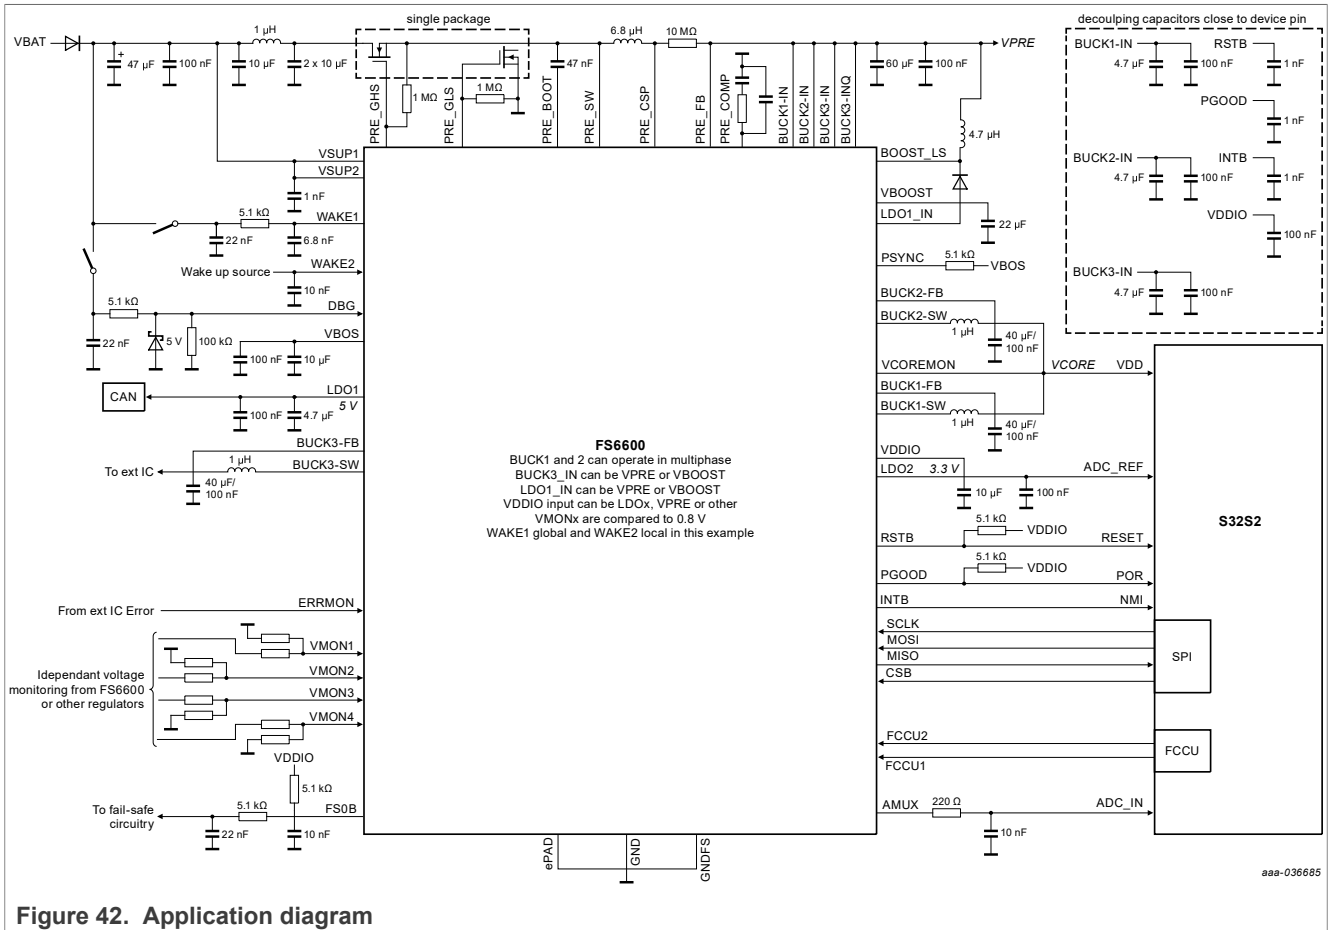 single package
decoulping capacitors close to device pin
VBAT
1 µH
6.8 µH
10 MΩ
VPRE
+
47 µF
100 nF
10 µF
2 x 10 µF
1 MΩ
1 MΩ
47 nF
60 µF
100 nF
PRE_GHS
PRE_GLS
PRE_BOOT
PRE_SW
PRE_CSP
PRE_FB
PRE_COMP
BUCK1-IN
BUCK2-IN
BUCK3-IN
BUCK3-INQ
4.7 µH
BUCK1-IN
4.7 µF
100 nF
RSTB
1 nF
PGOOD
1 nF
BUCK2-IN
4.7 µF
100 nF
INTB
1 nF
VDDIO
100 nF
BUCK3-IN
4.7 µF
100 nF
VSUP1
VSUP2
1 nF
5.1 kΩ
WAKE1
22 nF
6.8 nF
Wake up source
WAKE2
10 nF
5.1 kΩ
DBG
22 nF
5 V
100 kΩ
VBOS
100 nF
10 µF
CAN
LDO1
5 V
100 nF
4.7 µF
BUCK3-FB
1 µH
To ext IC
BUCK3-SW
40 µF/
100 nF
FS6600
BUCK1 and 2 can operate in multiphase
BUCK3_IN can be VPRE or VBOOST
LDO1_IN can be VPRE or VBOOST
VDDIO input can be LDOx, VPRE or other
VMONx are compared to 0.8 V
WAKE1 global and WAKE2 local in this example
From ext IC Error
ERRMON
VMON1
Idependant voltage
monitoring from FS6600
or other regulators
VMON2
VMON3
VMON4
VDDIO
5.1 kΩ
To fail-safe
circuitry
5.1 kΩ
FS0B
22 nF
10 nF
ePAD
GND
GNDFS
BOOST_LS
VBOOST
LDO1_IN
22 µF
PSYNC
5.1 kΩ
VBOS
BUCK2-FB
BUCK2-SW
1 µH
40 µF/
100 nF
VCOREMON
VCORE
VDD
BUCK1-FB
BUCK1-SW
1 µH
40 µF/
100 nF
VDDIO
LDO2
3.3 V
ADC_REF
10 µF
100 nF
5.1 kΩ
VDDIO
RSTB
RESET
5.1 kΩ
VDDIO
PGOOD
POR
INTB
NMI
SCLK
MOSI
MISO
CSB
SPI
S32S2
FCCU2
FCCU1
FCCU
AMUX
220 Ω
ADC_IN
10 nF
aaa-036685
Figure 42. Application diagram